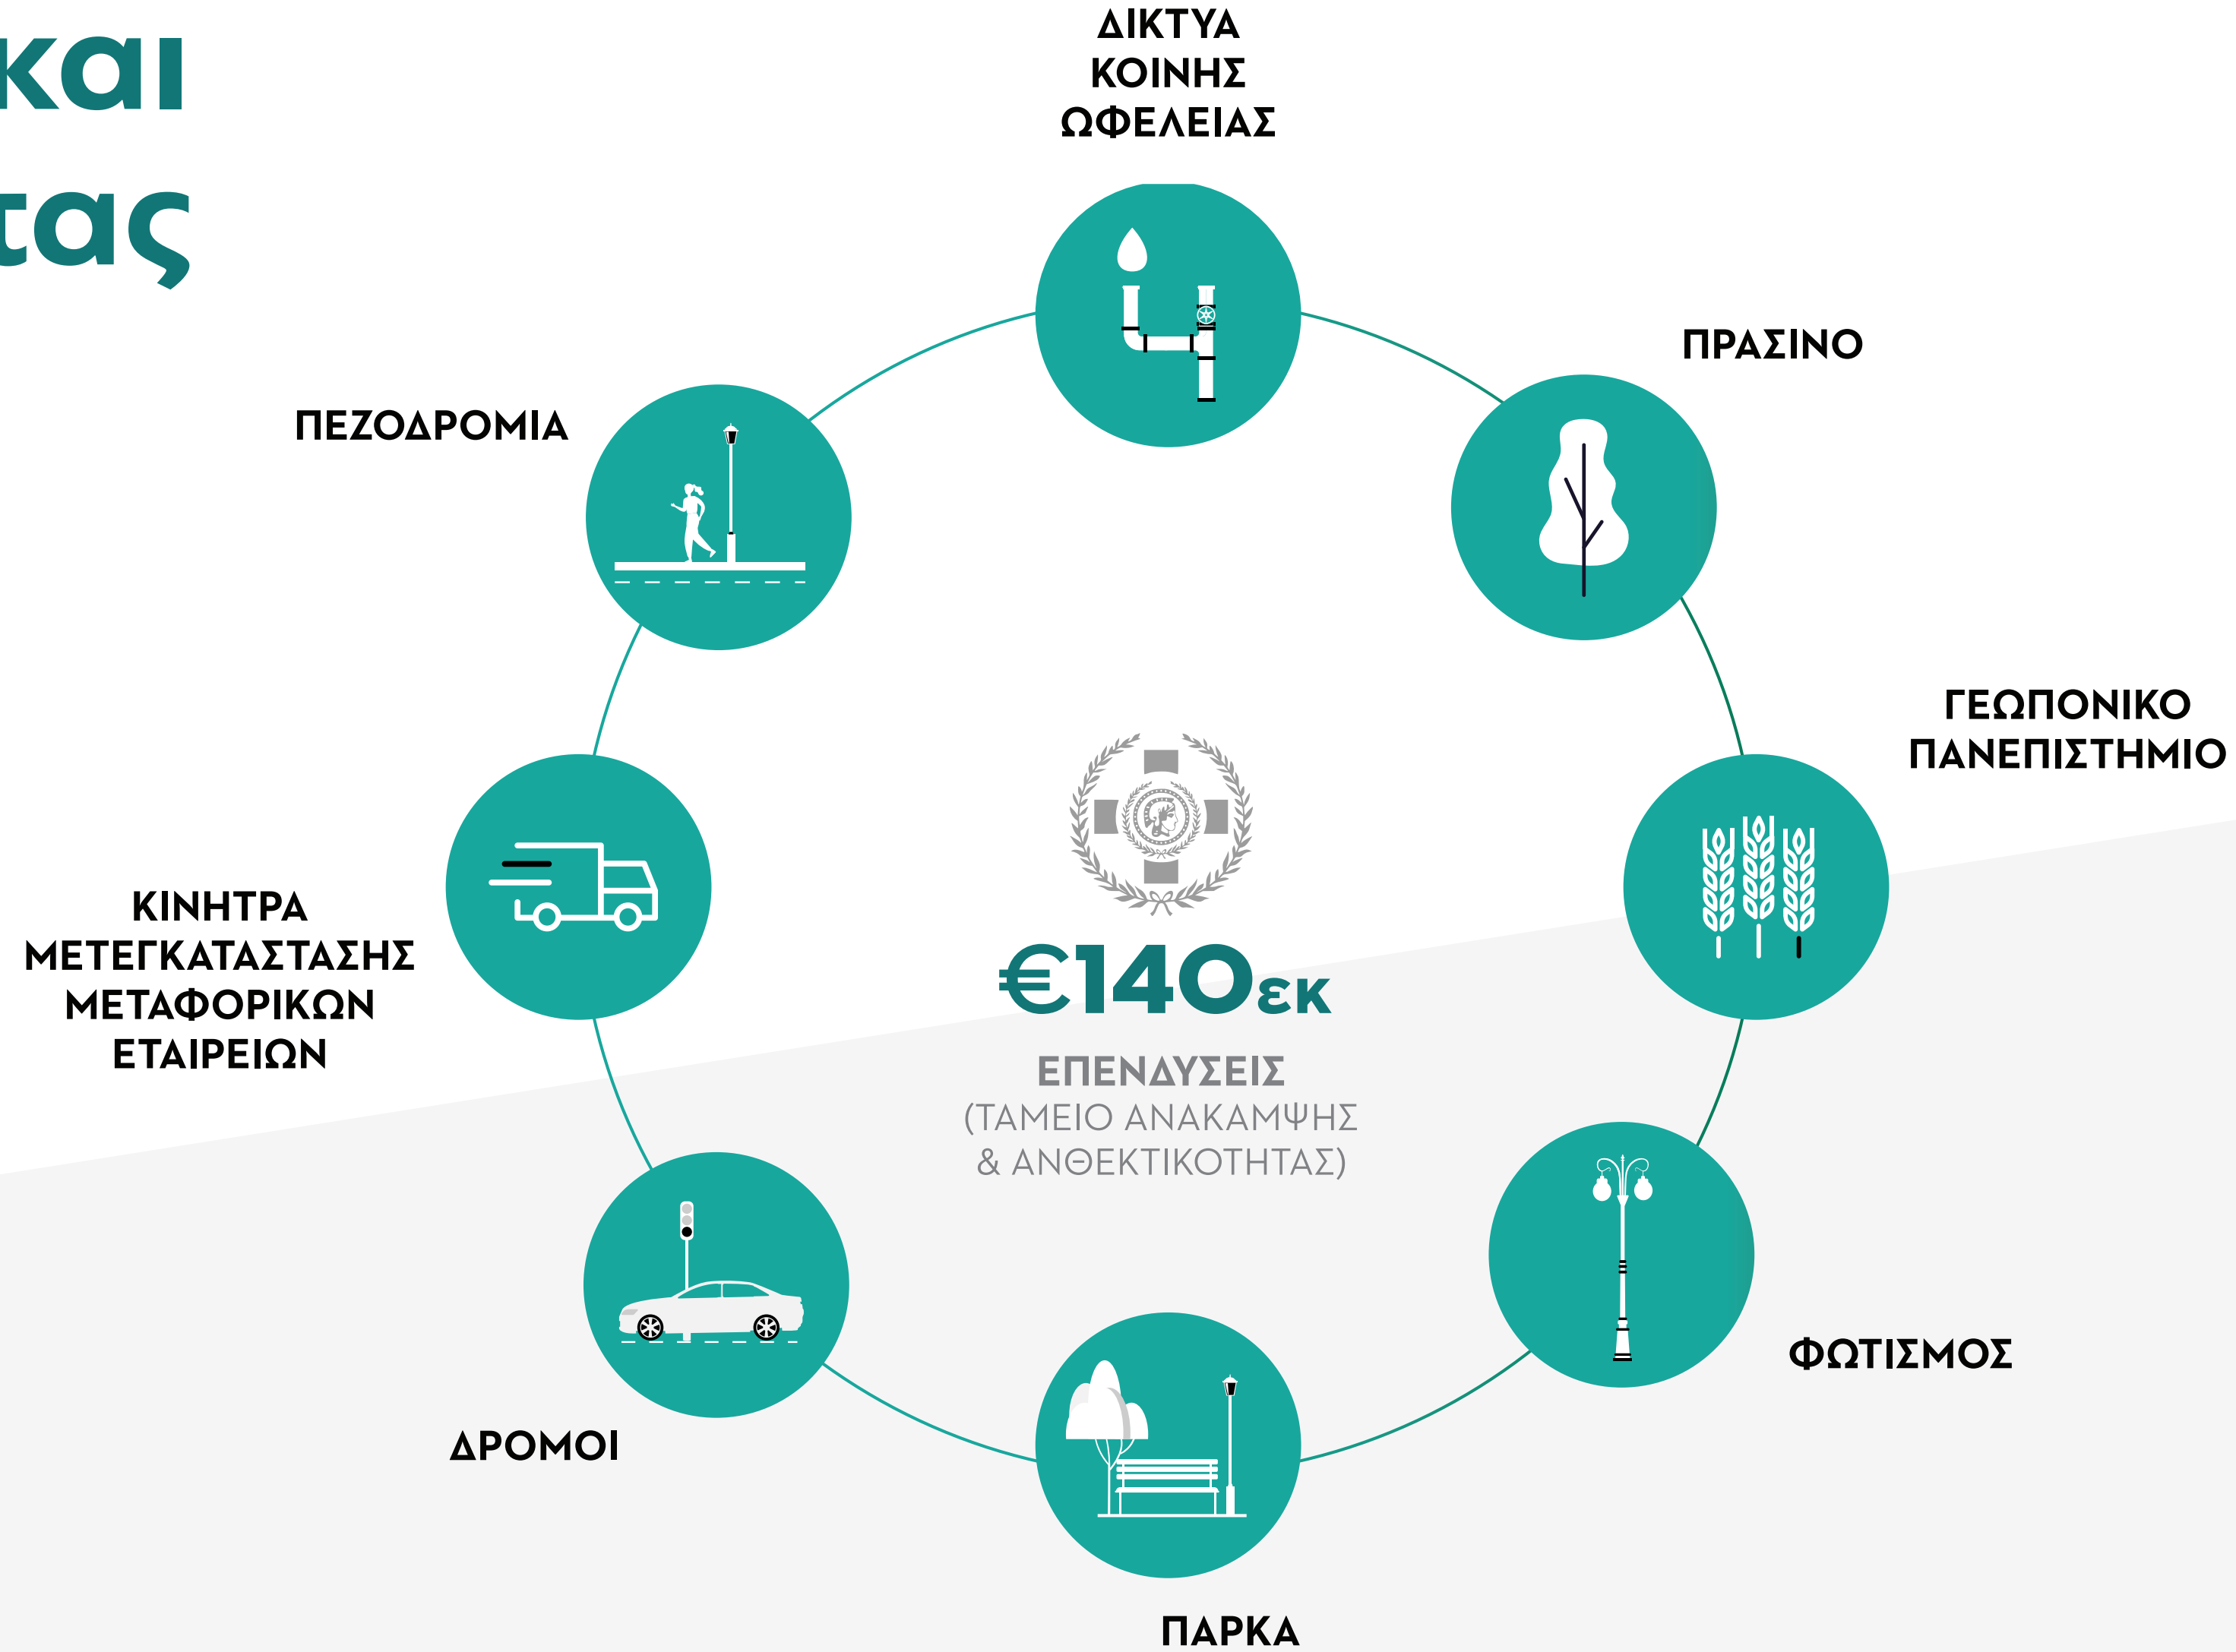 και
τας
ΔΙΚΤΥΑ
ΚΟΙΝΗΣ
ΩΦΕΛΕΙΑΣ
ΠΡΑΣΙΝΟ
ΠΕΖΟΔΡΟΜΙΑ
ΓΕΩΠΟΝΙΚΟ
ΠΑΝΕΠΙΣΤΗΜΙΟ
ΚΙΝΗΤΡΑ
ΜΕΤΕΓΚΑΤΑΣΤΑΣΗΣ
ΜΕΤΑΦΟΡΙΚΩΝ
ΕΤΑΙΡΕΙΩΝ
€140εκ
ΕΠΕΝΔΥΣΕΙΣ
(ΤΑΜΕΙΟ ΑΝΑΚΑΜΨΗΣ
& ΑΝΘΕΚΤΙΚΟΤΗΤΑΣ)
ΦΩΤΙΣΜΟΣ
ΔΡΟΜΟΙ
ΠΑΡΚΑ